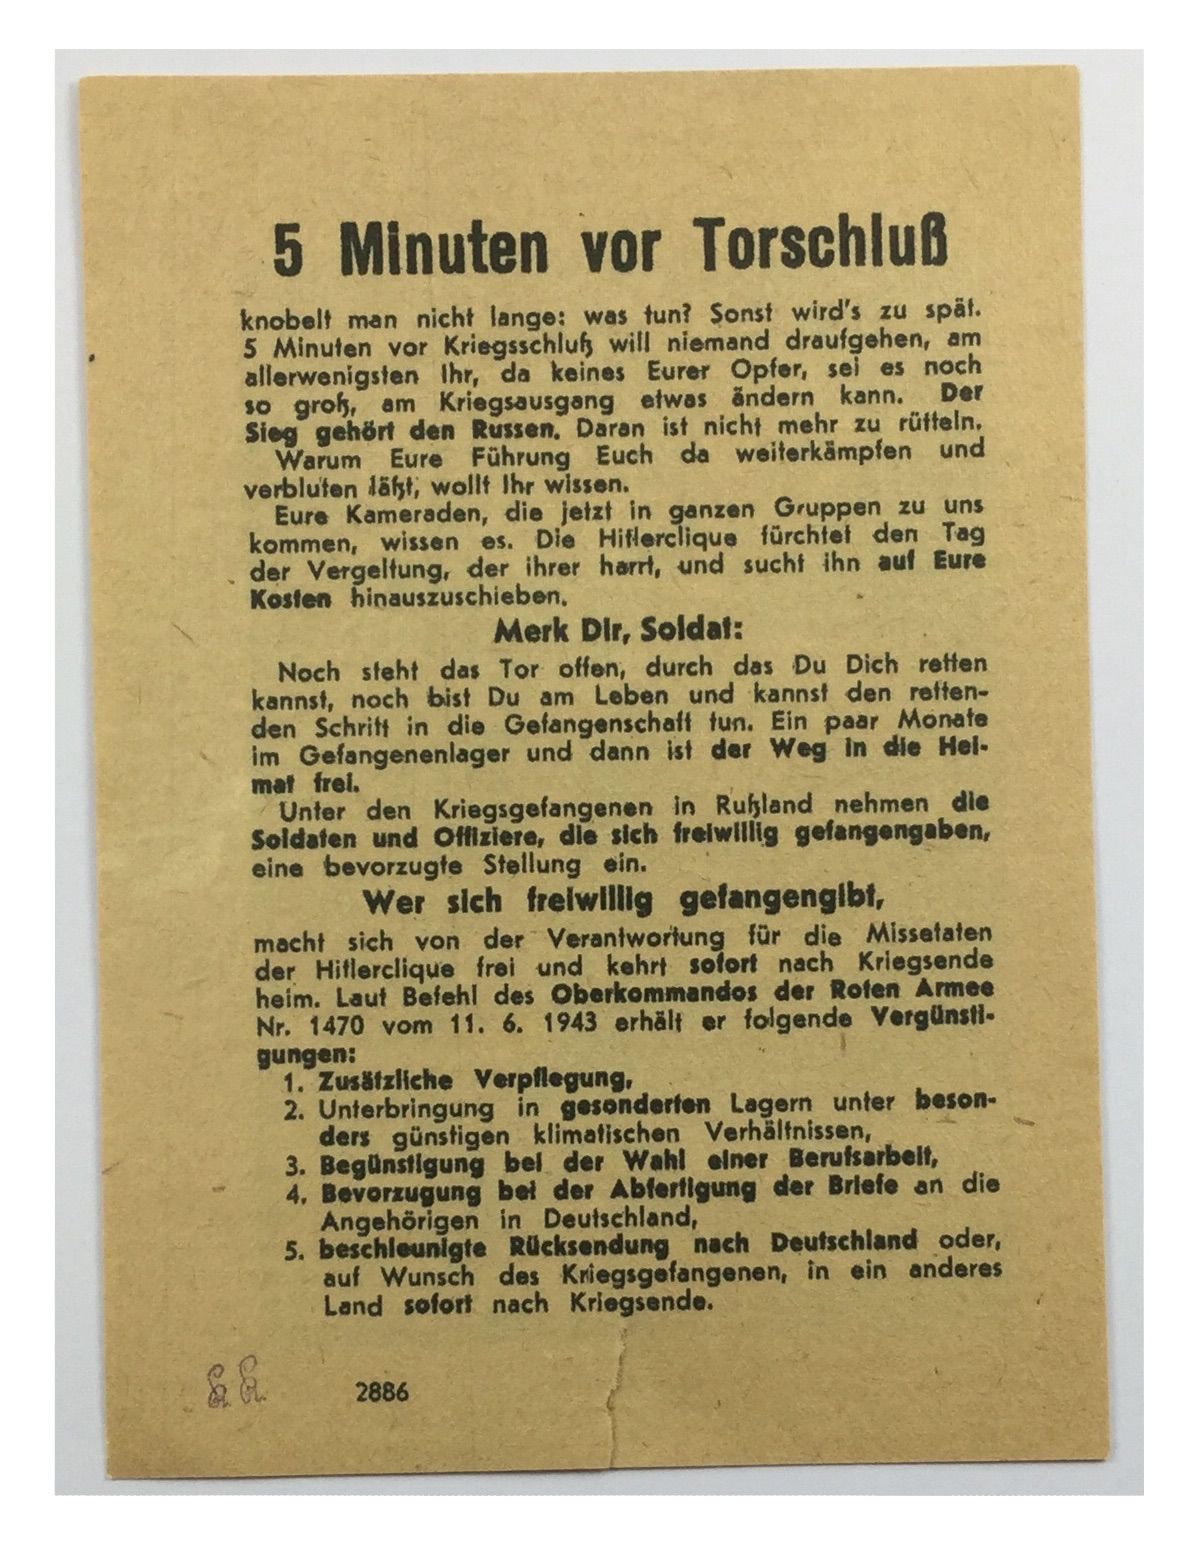 5 Minuten vor Torschluß
knobelt man nicht lange: was tun? Sonst wird's zu spät.
5 Minuten vor Kriegsschluß will niemand draufgehen, am
allerwenigsten Ihr, da keines Eurer Opfer, sei es noch
so groß, am Kriegsausgang etwas ändern kann. Der
Sieg gehört den Russen. Daran ist nicht mehr zu rütteln.
Warum Eure Führung Euch da weiterkämpfen und
verbluten läßt, wollt Ihr wissen.
Eure Kameraden, die jetzt in ganzen Gruppen zu uns
kommen, wissen es. Die Hitlerclique fürchtet den Tag
der Vergeltung, der ihrer harrt, und sucht ihn auf Eure
Kosten hinauszuschieben.
Merk Dir, Soldat:
Noch steht das Tor offen, durch das Du Dich retten
kannst, noch bist Du am Leben und kannst den retten-
den Schritt in die Gefangenschaft tun. Ein paar Monate
im Gefangenenlager und dann ist der Weg in die Hei-
mat frei.
Unter den Kriegsgefangenen in Rußland nehmen die
Soldaten und Offiziere, die sich freiwillig gefangengaben,
eine bevorzugte Stellung ein.
Wer sich freiwillig gefangengibt,
macht sich von der Verantwortung für die Missetaten
der Hitlerclique frei und kehrt sofort nach Kriegsende
heim. Laut Befehl des Oberkommandos der Roten Armee
Nr. 1470 vom 11. 6. 1943 erhält er folgende Vergünsti-
gungen:
1. Zusätzliche Verpflegung,
2. Unterbringung in gesonderten Lagern unter beson-
ders günstigen klimatischen Verhältnissen,
3. Begünstigung bei der Wahl einer Berufsarbeit,
4. Bevorzugung bei der Abfertigung der Briefe an die
Angehörigen in Deutschland,
5. beschleunigte Rücksendung nach Deutschland oder,
auf Wunsch des Kriegsgefangenen, in ein anderes
Land sofort nach Kriegsende.
2886